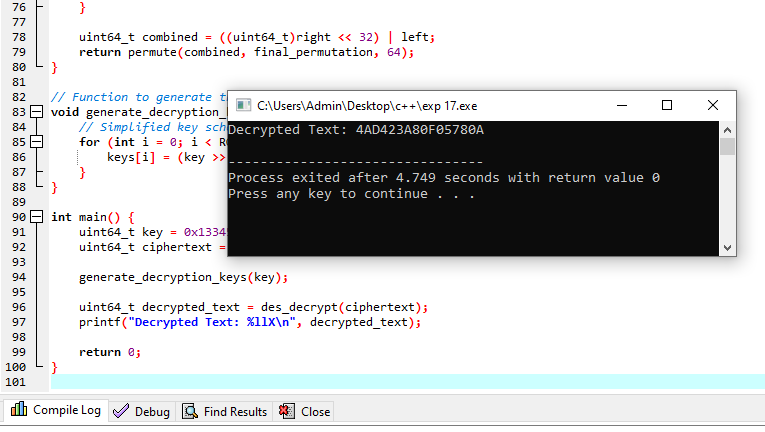 76 }
77
78 uint64_t combined = ((uint64_t)right << 32) | left;
79 return permute(combined, final_permutation, 64);
80 }
81
82 // Function to generate t
83 void generate_decryption_
84 // Simplified key sch
85 for (int i = 0; i < R
86 keys[i] = (key >>
87 }
88 }
89
90 int main() {
91 uint64_t key = 0x1334
92 uint64_t ciphertext =
93
94 generate_decryption_keys(key);
95
96 uint64_t decrypted_text = des_decrypt(ciphertext);
97 printf("Decrypted Text: %llX\n", decrypted_text);
98
99 return 0;
100 }
101
C:\Users\Admin\Desktop\c++\exp 17.exe
Decrypted Text: 4AD423A80F05780A
--------------------------------
Process exited after 4.749 seconds with return value 0
Press any key to continue . . .
Compile Log Debug Find Results Close